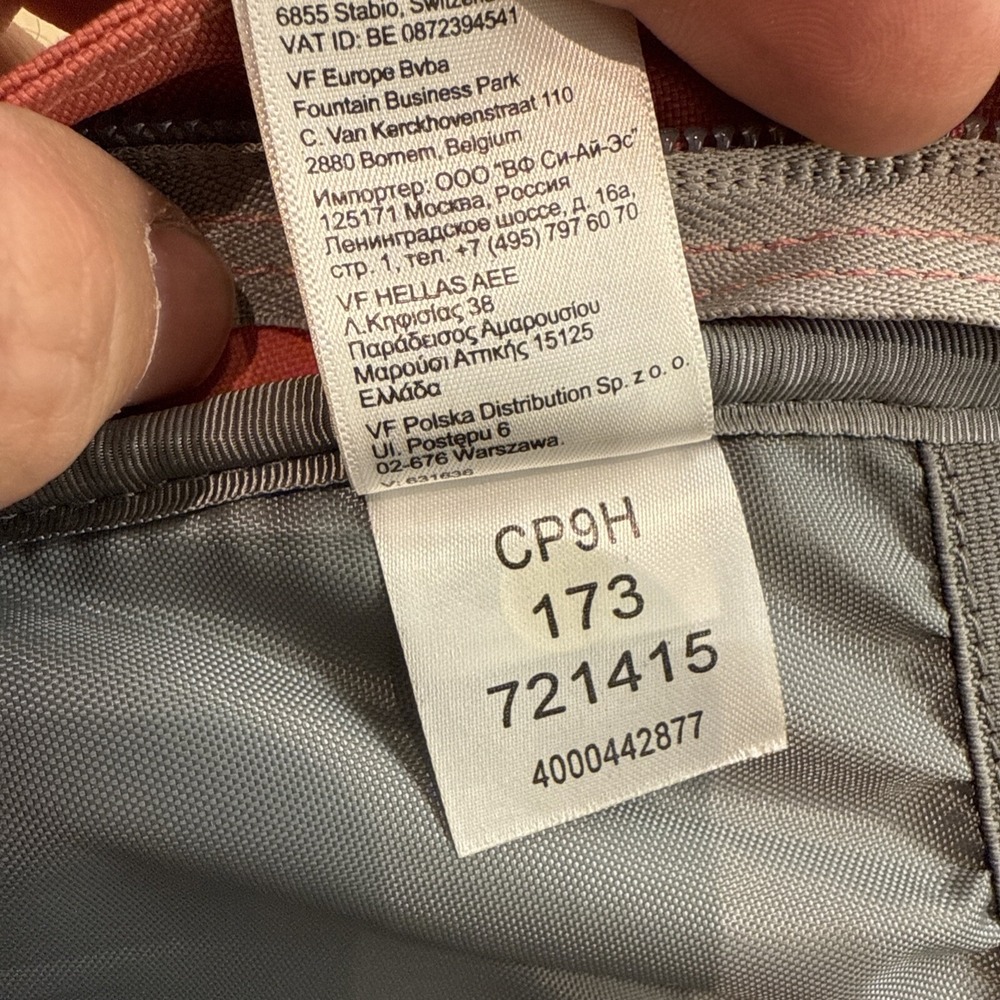 6855 Stabio,
VAT ID: BE 0872394541
VF Europe Bvba
Fountain Business Park
C. Van Kerckhovenstraat 110
2880 Bornem, Belgium
Импортер: ООО "ВФ Си-Ай-Эс"
125171 Москва, Россия
Ленинградское шоссе, д. 16а,
стр. 1, тел. +7 (495) 797 60 70
VF HELLAS AEE
Λ.Κηφισίας 38
Παράδεισος Αμαρουσίου
Μαρούσι Αττικής 15125
Ελλάδα
VF Polska Distribution Sp. z o. o.
Ul. Postępu 6
02-676 Warszawa.
CP9H
173
721415
4000442877